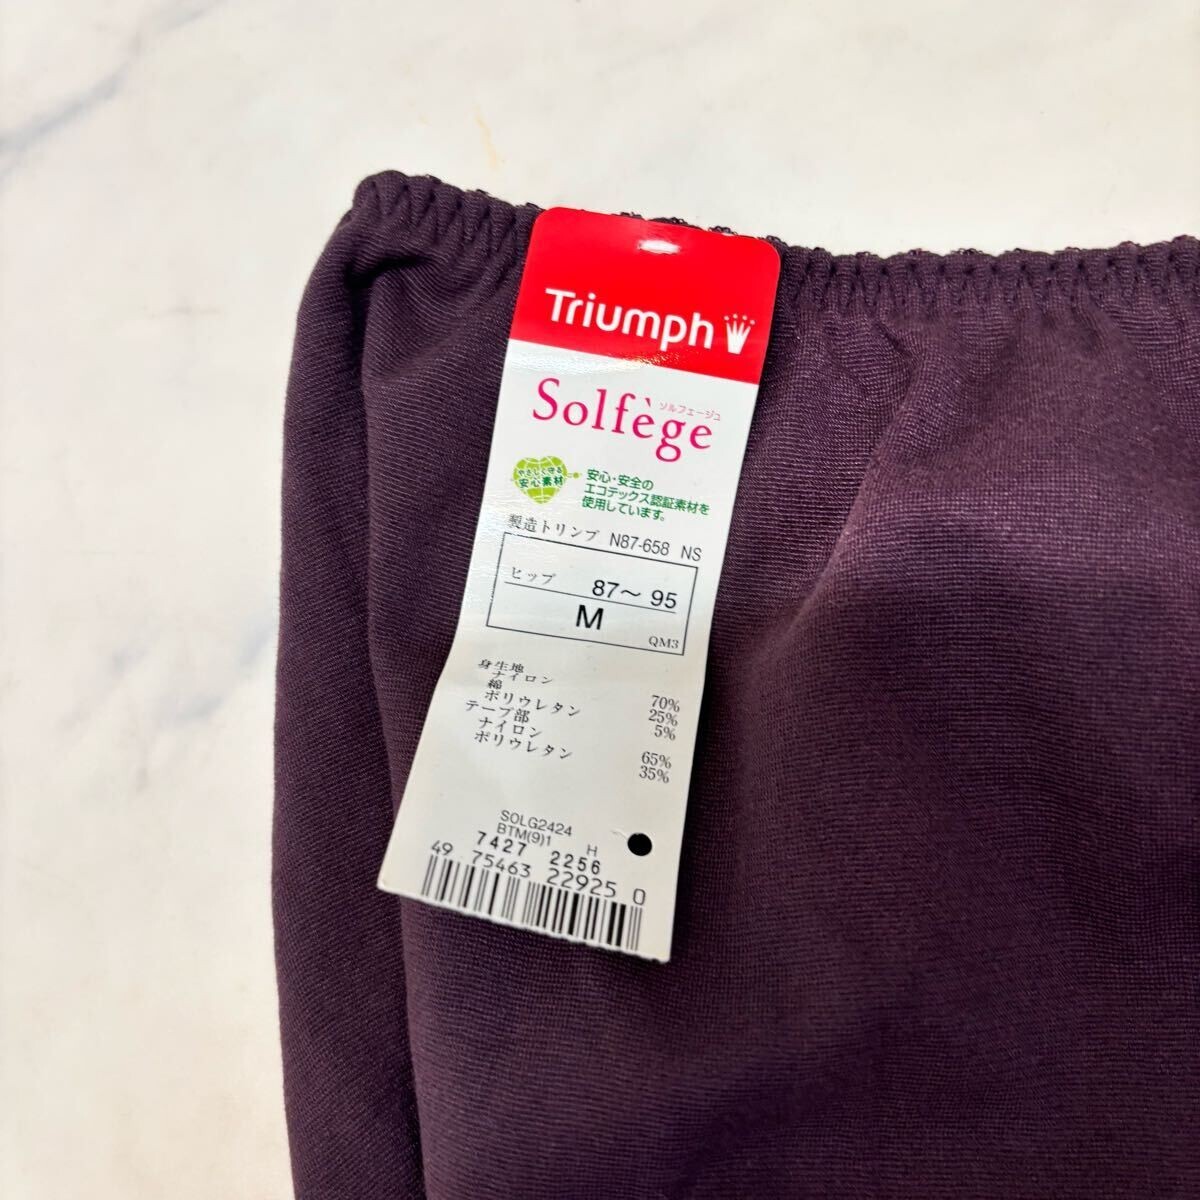 Triumph
Solfège
ソルフェージュ
やさしく守る
安心素材
安心・安全の
エコテックス認証素材を
使用しています。
製造トリンプ N87-658 NS
ヒップ 87〜95
M
QM3
身生地
ナイロン 70%
綿 25%
ポリウレタン 5%
テープ部
ナイロン 65%
ポリウレタン 35%
SOLG2424
BTM(9)1 H
7427 2256
49 75463 22925 0